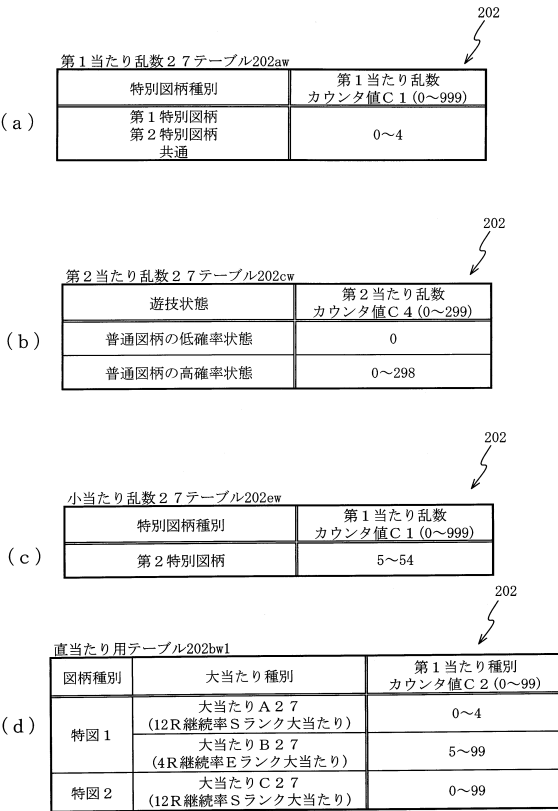 202
第１当たり乱数２７テーブル202aw
特別図柄種別
第１当たり乱数
カウンタ値Ｃ１(0～999)
(a)
第１特別図柄
第２特別図柄
共通
0～4
202
第２当たり乱数２７テーブル202cw
遊技状態
第２当たり乱数
カウンタ値Ｃ４(0～299)
(b)
普通図柄の低確率状態
0
普通図柄の高確率状態
0～298
202
小当たり乱数２７テーブル202ew
特別図柄種別
第１当たり乱数
カウンタ値Ｃ１(0～999)
(c)
第２特別図柄
5～54
202
直当たり用テーブル202bw1
図柄種別
大当たり種別
第１当たり種別
カウンタ値Ｃ２(0～99)
(d)
特図１
大当たりＡ２７
(12R継続率Ｓランク大当たり)
0～4
大当たりＢ２７
(4R継続率Ｅランク大当たり)
5～99
特図２
大当たりＣ２７
(12R継続率Ｓランク大当たり)
0～99